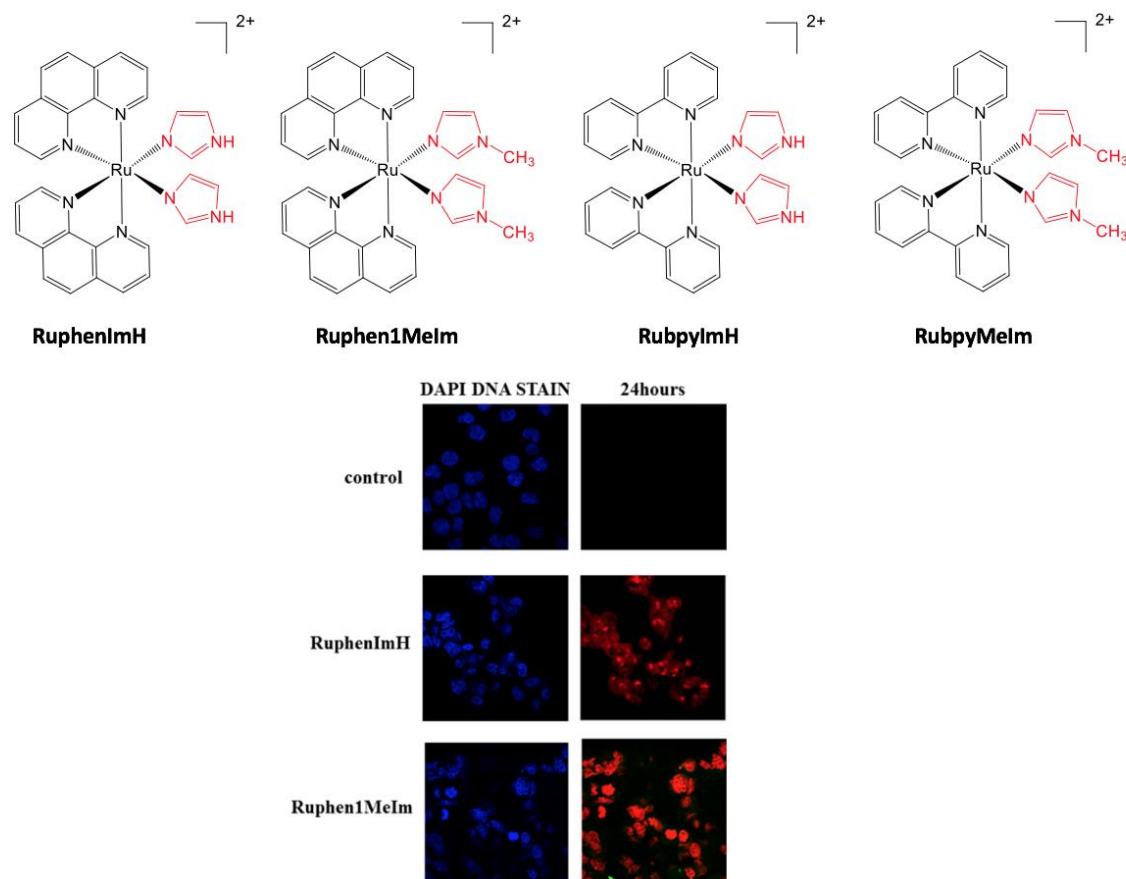 2+ 2+ 2+ 2+
N N NH N NH Ru N N
N N N CH3 N N CH3 Ru N N
N N NH N NH Ru N N
N N N CH3 N N CH3 Ru N N
RuphenImH Ruphen1MeIm RubpyImH RubpyMeIm
DAPI DNA STAIN 24hours
control
RuphenImH
Ruphen1MeIm